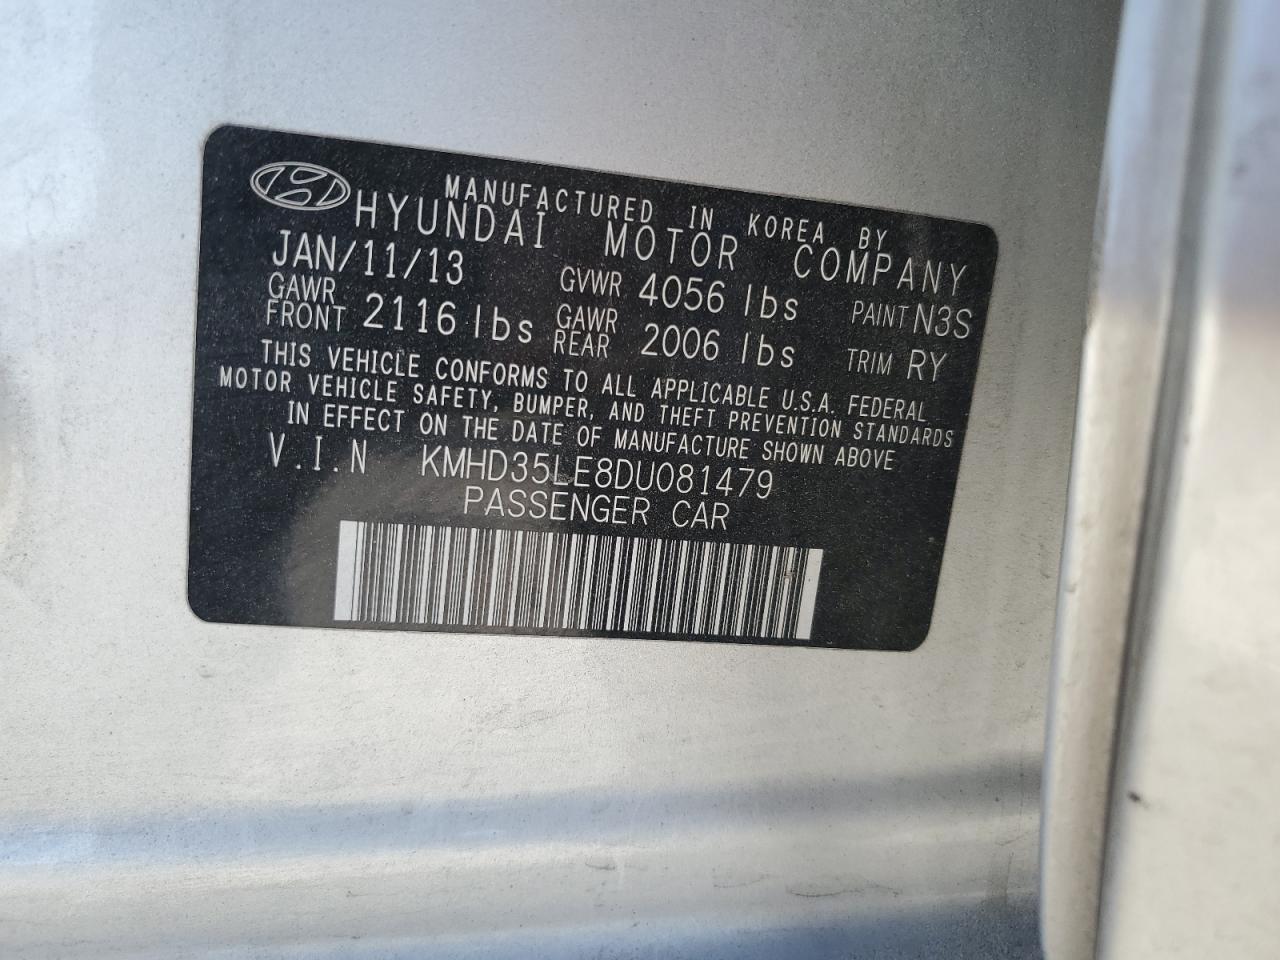 MANUFACTURED IN KOREA BY
HYUNDAI MOTOR COMPANY
JAN/11/13 GVWR 4056 lbs PAINT N3S
GAWR FRONT 2116 lbs GAWR REAR 2006 lbs TRIM RY
THIS VEHICLE CONFORMS TO ALL APPLICABLE U.S.A. FEDERAL
MOTOR VEHICLE SAFETY, BUMPER, AND THEFT PREVENTION STANDARDS
IN EFFECT ON THE DATE OF MANUFACTURE SHOWN ABOVE
V.I.N KMHD35LE8DU081479
PASSENGER CAR